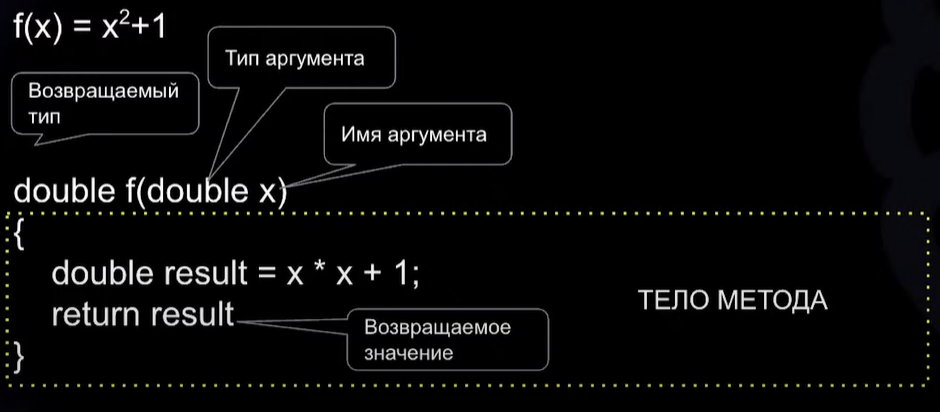 f(x) = x²+1
Тип аргумента
Возвращаемый
тип
Имя аргумента
double f(double x)
{
double result = x * x + 1;
return result
ТЕЛО МЕТОДА
Возвращаемое
значение
}